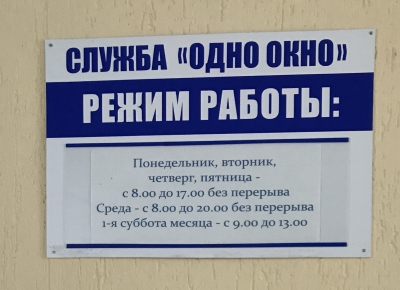 СЛУЖБА «ОДНО ОКНО»
РЕЖИМ РАБОТЫ:
Понедельник, вторник,
четверг, пятница -
с 8.00 до 17.00 без перерыва
Среда - с 8.00 до 20.00 без перерыва
1-я суббота месяца - с 9.00 до 13.00